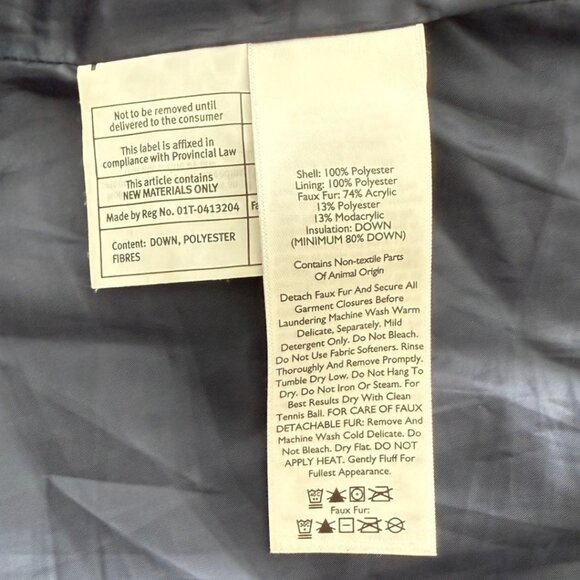 Not to be removed until
delivered to the consumer
This label is affixed in
compliance with Provincial Law
This article contains
NEW MATERIALS ONLY
Made by Reg No. 01T-0413204
Content: DOWN, POLYESTER
FIBRES
Shell: 100% Polyester
Lining: 100% Polyester
Faux Fur: 74% Acrylic
13% Polyester
13% Modacrylic
Insulation: DOWN
(MINIMUM 80% DOWN)
Contains Non-textile Parts
Of Animal Origin
Detach Faux Fur And Secure All
Garment Closures Before
Laundering Machine Wash Warm
Delicate, Separately. Mild
Detergent Only. Do Not Bleach.
Do Not Use Fabric Softeners. Rinse
Thoroughly And Remove Promptly.
Tumble Dry Low. Do Not Hang To
Dry. Do Not Iron Or Steam. For
Best Results Dry With Clean
Tennis Ball. FOR CARE OF FAUX
DETACHABLE FUR: Remove And
Machine Wash Cold Delicate. Do
Not Bleach. Dry Flat. DO NOT
APPLY HEAT. Gently Fluff For
Fullest Appearance.
Faux Fur: